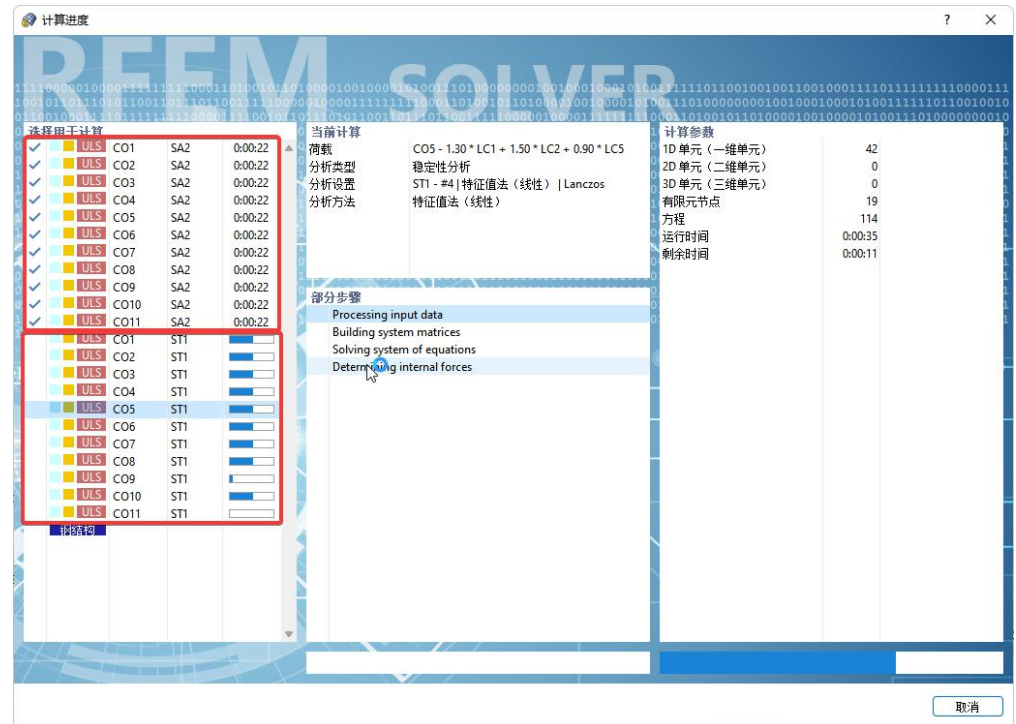 计算进度
RFEM SOLVER
选择用于计算
ULS CO1 SA2 0:00:22
ULS CO2 SA2 0:00:22
ULS CO3 SA2 0:00:22
ULS CO4 SA2 0:00:22
ULS CO5 SA2 0:00:22
ULS CO6 SA2 0:00:22
ULS CO7 SA2 0:00:22
ULS CO8 SA2 0:00:22
ULS CO9 SA2 0:00:22
ULS CO10 SA2 0:00:22
ULS CO11 SA2 0:00:22
ULS CO1 ST1
ULS CO2 ST1
ULS CO3 ST1
ULS CO4 ST1
ULS CO5 ST1
ULS CO6 ST1
ULS CO7 ST1
ULS CO8 ST1
ULS CO9 ST1
ULS CO10 ST1
ULS CO11 ST1
钢结构
当前计算
荷载 CO5 - 1.30 * LC1 + 1.50 * LC2 + 0.90 * LC5
分析类型 稳定性分析
分析设置 ST1 - #4 | 特征值法（线性） | Lanczos
分析方法 特征值法（线性）
部分步骤
Processing input data
Building system matrices
Solving system of equations
Determining internal forces
计算参数
1D 单元（一维单元） 42
2D 单元（二维单元） 0
3D 单元（三维单元） 0
有限元节点 19
方程 114
运行时间 0:00:35
剩余时间 0:00:11
取消